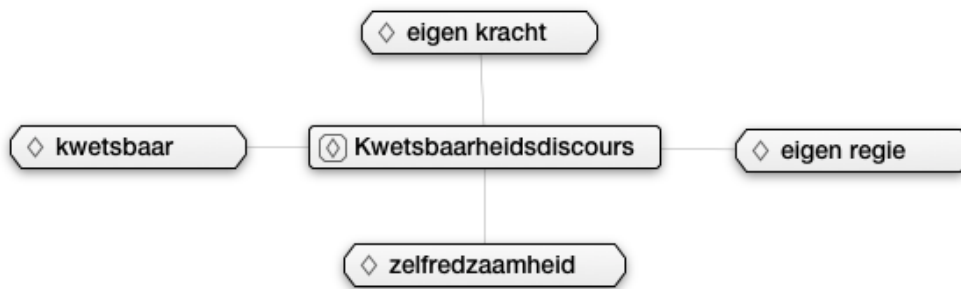 eigen kracht
kwetsbaar
Kwetsbaarheidsdiscours
eigen regie
zelfredzaamheid